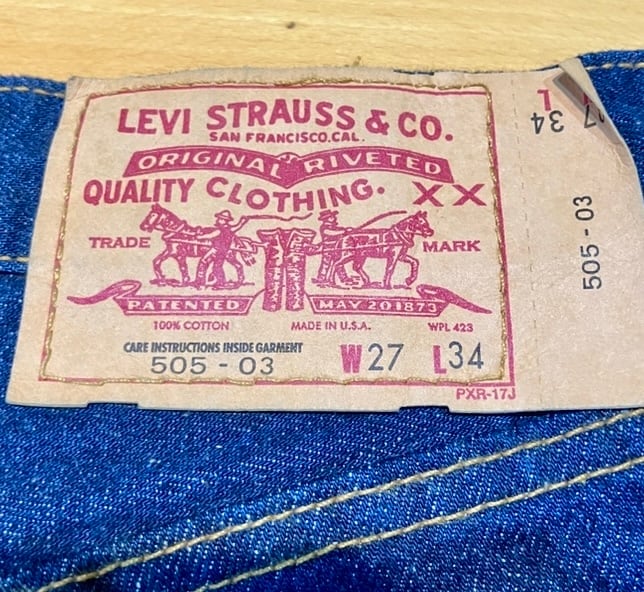 LEVI STRAUSS & CO.
SAN FRANCISCO.CAL.
ORIGINAL RIVETED
QUALITY CLOTHING. XX
TRADE MARK
PATENTED MAY 20 1873
100% COTTON MADE IN U.S.A. WPL 423
CARE INSTRUCTIONS INSIDE GARMENT
505 - 03 W27 L34
PXR-17J
L
34
505 - 03